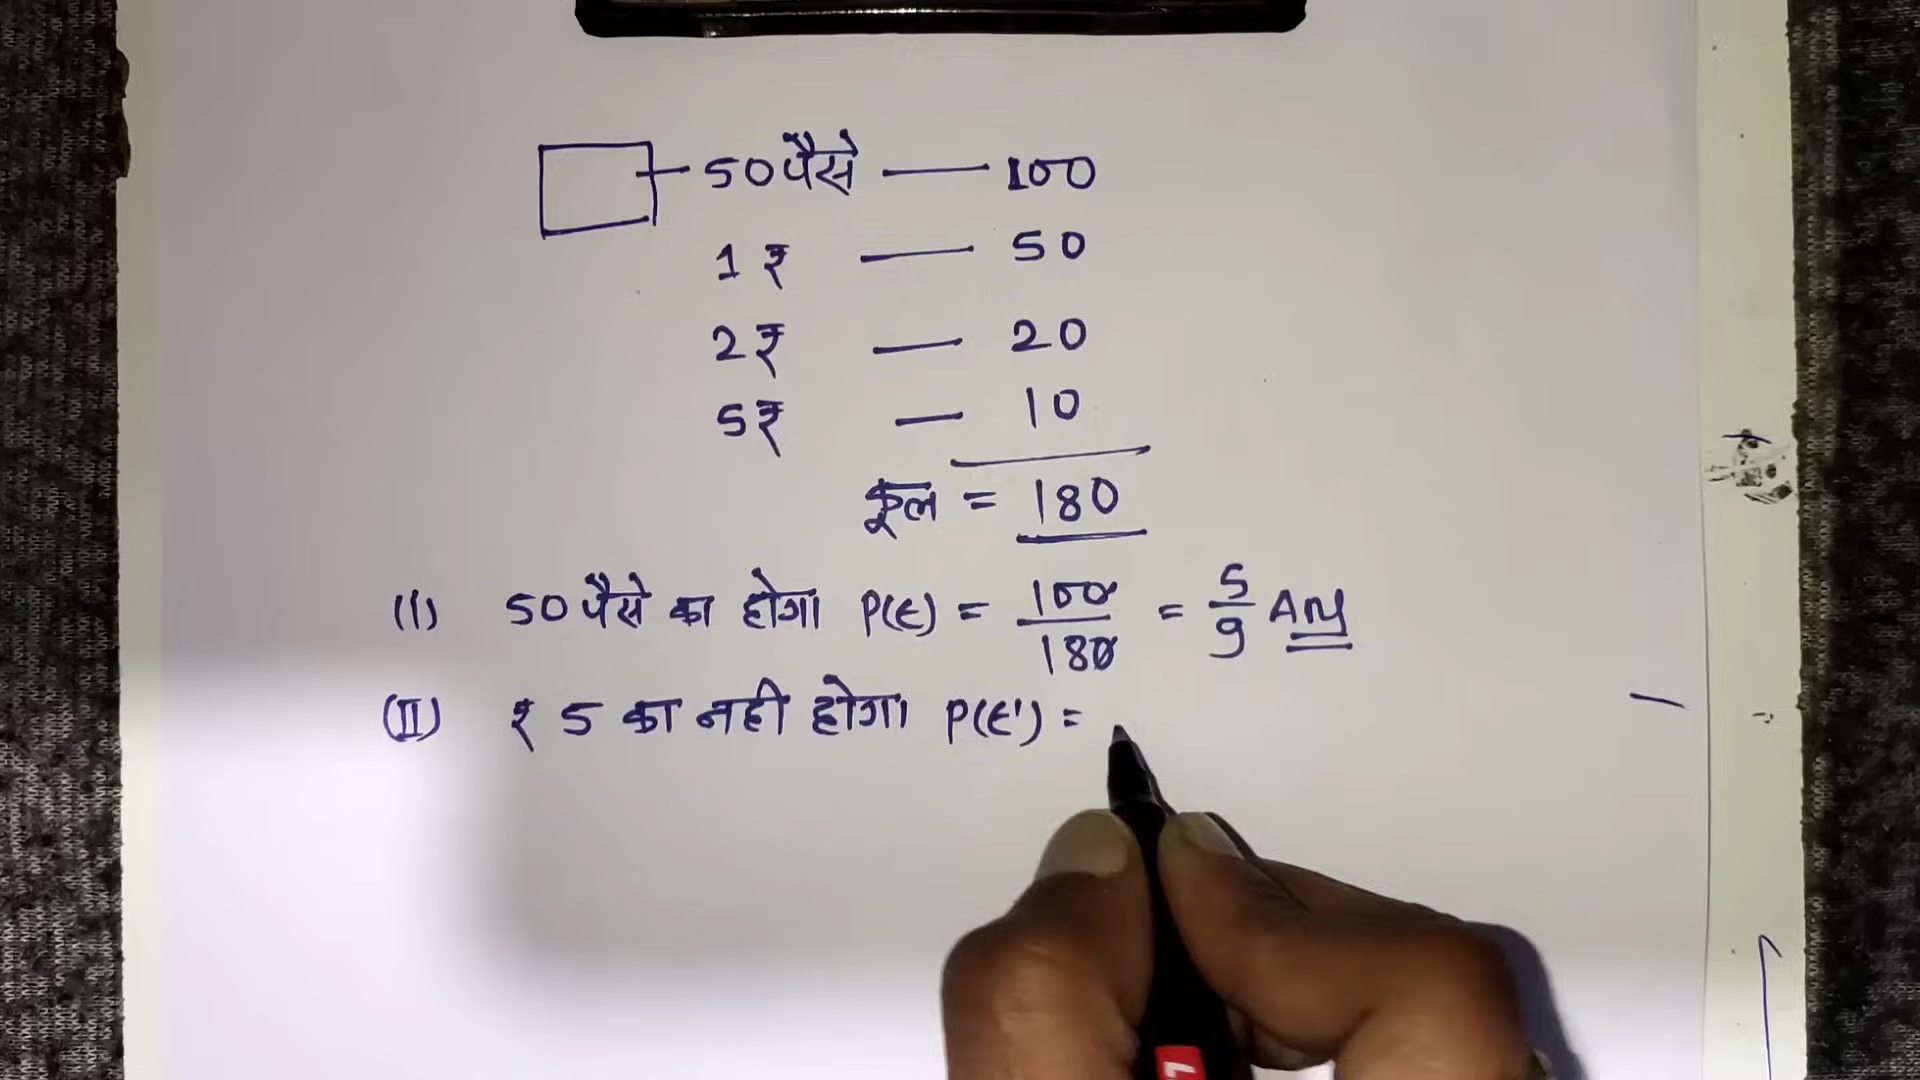 50 पैसे — 100
1 ₹ — 50
2 ₹ — 20
5 ₹ — 10
कुल = 180
(I) 50 पैसे का होगा P(E) = 100/180 = 5/9 Ans
(II) ₹ 5 का नही होगा P(E') =